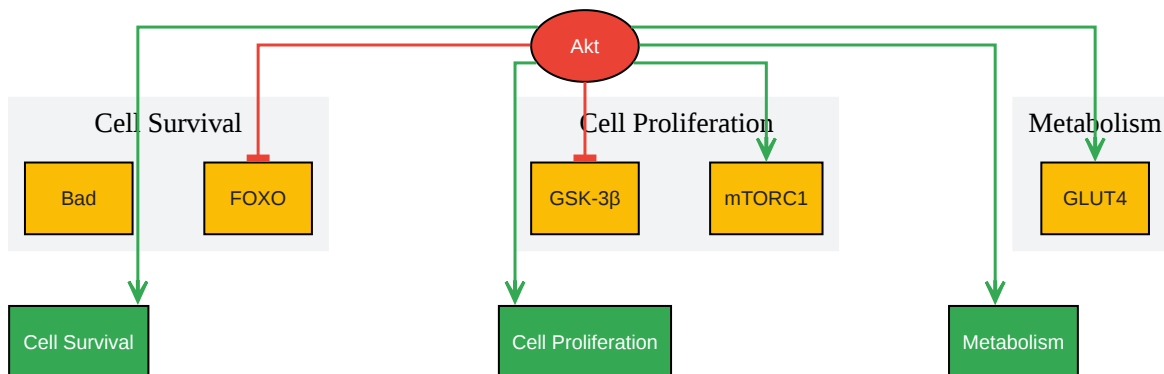 Akt
Cell Survival
Cell Proliferation
Metabolism
Bad
FOXO
GSK-3β
mTORC1
GLUT4
Cell Survival
Cell Proliferation
Metabolism